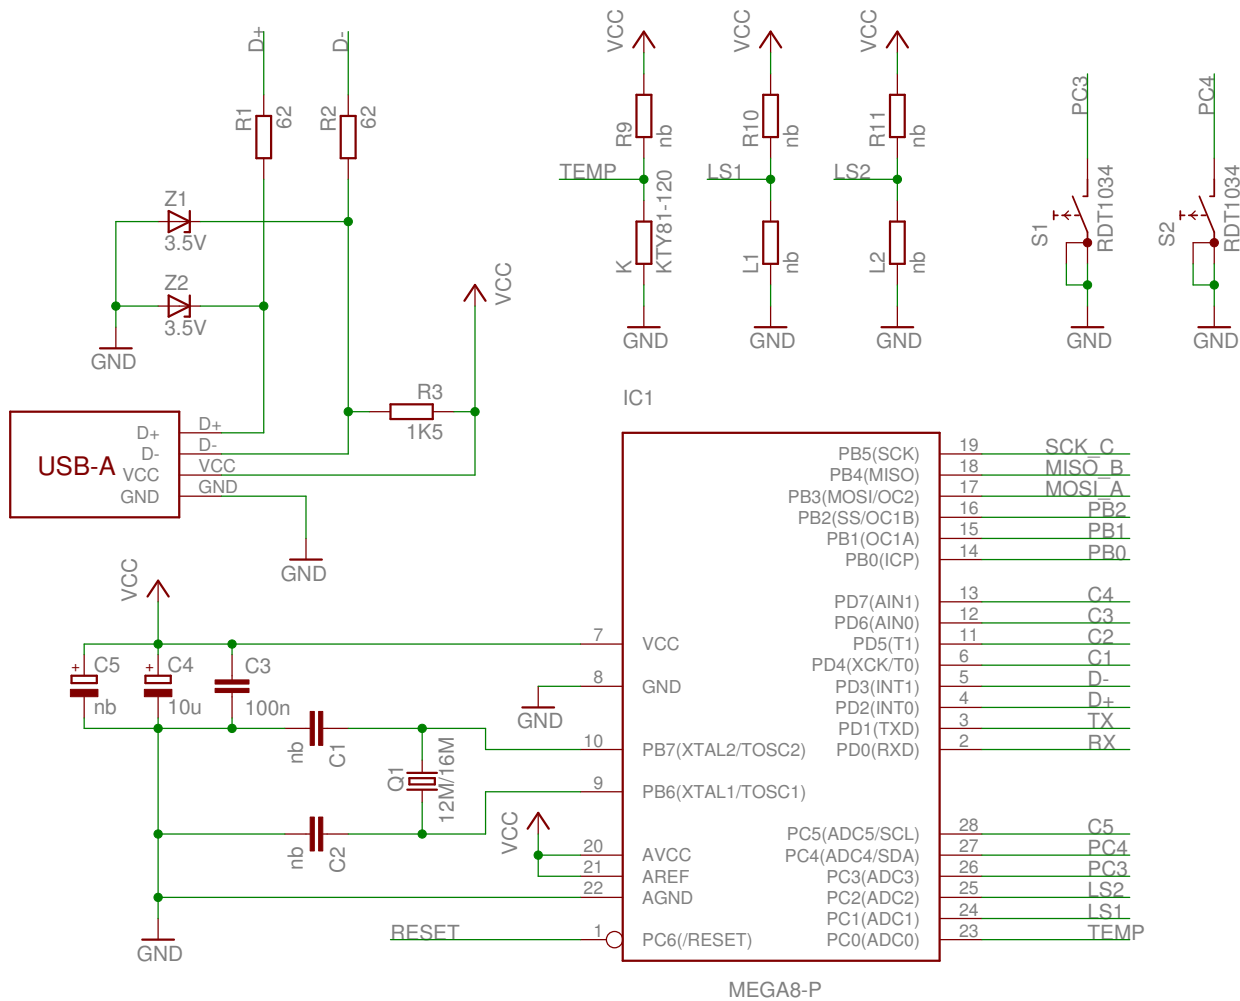 D+
D-
R1
62
R2
62
Z1
3.5V
Z2
3.5V
GND
VCC
R3
1K5
USB-A
D+
D-
VCC
GND
D+
D-
VCC
GND
GND
VCC
R9
nb
TEMP
K
KTY81-120
GND
VCC
R10
nb
LS1
L1
nb
GND
VCC
R11
nb
LS2
L2
nb
GND
PC3
S1
RDT1034
GND
PC4
S2
RDT1034
GND
VCC
+
C5
nb
+
C4
10u
C3
100n
nb
C1
nb
C2
Q1
12M/16M
GND
GND
VCC
RESET
IC1
7 VCC
8 GND
10 PB7(XTAL2/TOSC2)
9 PB6(XTAL1/TOSC1)
20 AVCC
21 AREF
22 AGND
1 PC6(/RESET)
PB5(SCK) 19 SCK_C
PB4(MISO) 18 MISO_B
PB3(MOSI/OC2) 17 MOSI_A
PB2(SS/OC1B) 16 PB2
PB1(OC1A) 15 PB1
PB0(ICP) 14 PB0
PD7(AIN1) 13 C4
PD6(AIN0) 12 C3
PD5(T1) 11 C2
PD4(XCK/T0) 6 C1
PD3(INT1) 5 D-
PD2(INT0) 4 D+
PD1(TXD) 3 TX
PD0(RXD) 2 RX
PC5(ADC5/SCL) 28 C5
PC4(ADC4/SDA) 27 PC4
PC3(ADC3) 26 PC3
PC2(ADC2) 25 LS2
PC1(ADC1) 24 LS1
PC0(ADC0) 23 TEMP
MEGA8-P